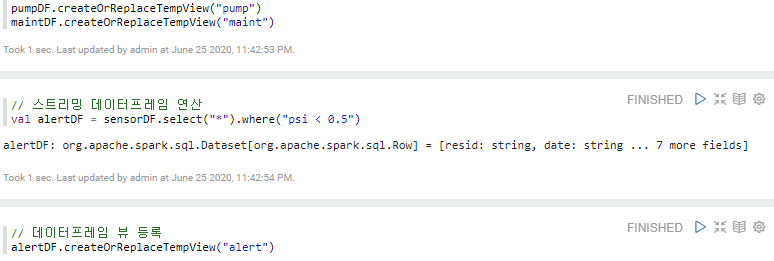 pumpDF.createOrReplaceTempView("pump")
maintDF.createOrReplaceTempView("maint")
Took 1 sec. Last updated by admin at June 25 2020, 11:42:53 PM.
FINISHED
// 스트리밍 데이터프레임 연산
val alertDF = sensorDF.select("*").where("psi < 0.5")
alertDF: org.apache.spark.sql.Dataset[org.apache.spark.sql.Row] = [resid: string, date: string ... 7 more fields]
Took 1 sec. Last updated by admin at June 25 2020, 11:42:54 PM.
FINISHED
// 데이터프레임 뷰 등록
alertDF.createOrReplaceTempView("alert")